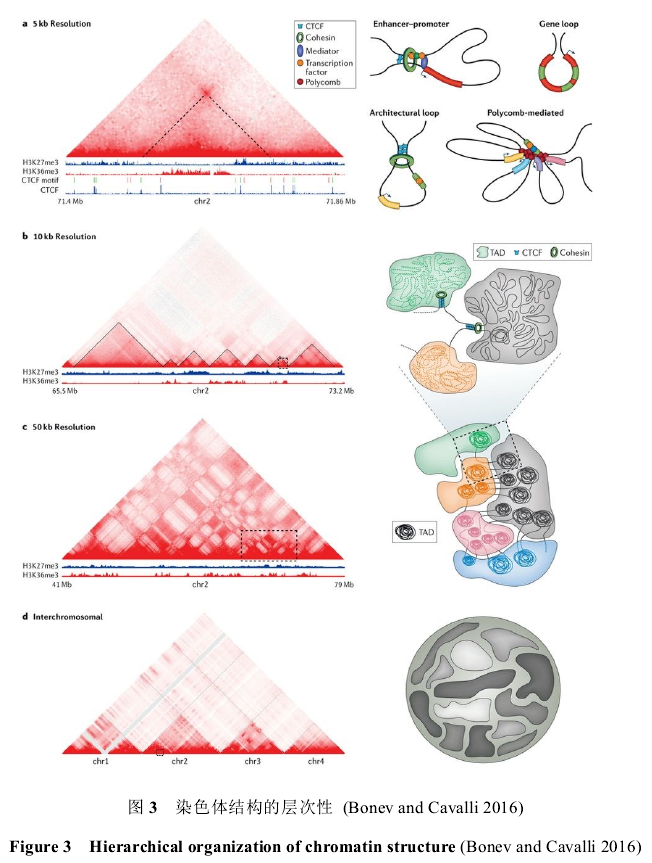 a 5 kb Resolution
CTCF
Cohesin
Mediator
Transcription
factor
Polycomb
Enhancer–promoter
Gene loop
Architectural loop
Polycomb-mediated
H3K27me3
H3K36me3
CTCF motif
CTCF
71.4 Mb chr2 71.86 Mb
b 10 kb Resolution
TAD CTCF Cohesin
H3K27me3
H3K36me3
65.5 Mb chr2 73.2 Mb
c 50 kb Resolution
TAD
H3K27me3
H3K36me3
41 Mb chr2 79 Mb
d Interchromosomal
chr1 chr2 chr3 chr4
图 3 染色体结构的层次性 (Bonev and Cavalli 2016)
Figure 3 Hierarchical organization of chromatin structure (Bonev and Cavalli 2016)